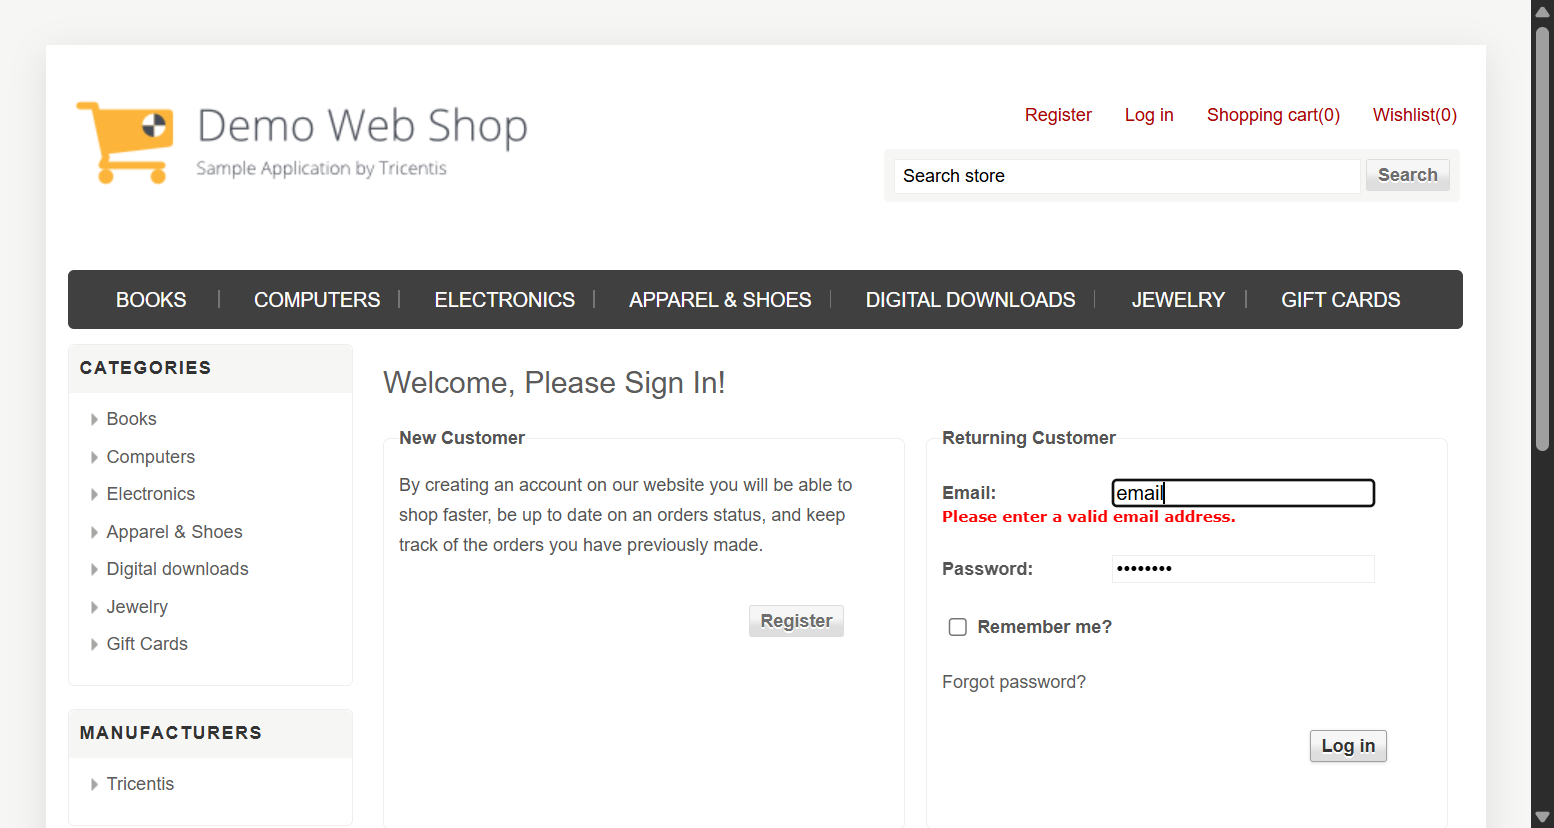 Demo Web Shop
Sample Application by Tricentis
Register Log in Shopping cart(0) Wishlist(0)
Search store Search
BOOKS COMPUTERS ELECTRONICS APPAREL & SHOES DIGITAL DOWNLOADS JEWELRY GIFT CARDS
CATEGORIES
Books
Computers
Electronics
Apparel & Shoes
Digital downloads
Jewelry
Gift Cards
MANUFACTURERS
Tricentis
Welcome, Please Sign In!
New Customer
By creating an account on our website you will be able to
shop faster, be up to date on an orders status, and keep
track of the orders you have previously made.
Register
Returning Customer
Email: email
Please enter a valid email address.
Password: ••••••••
Remember me?
Forgot password?
Log in